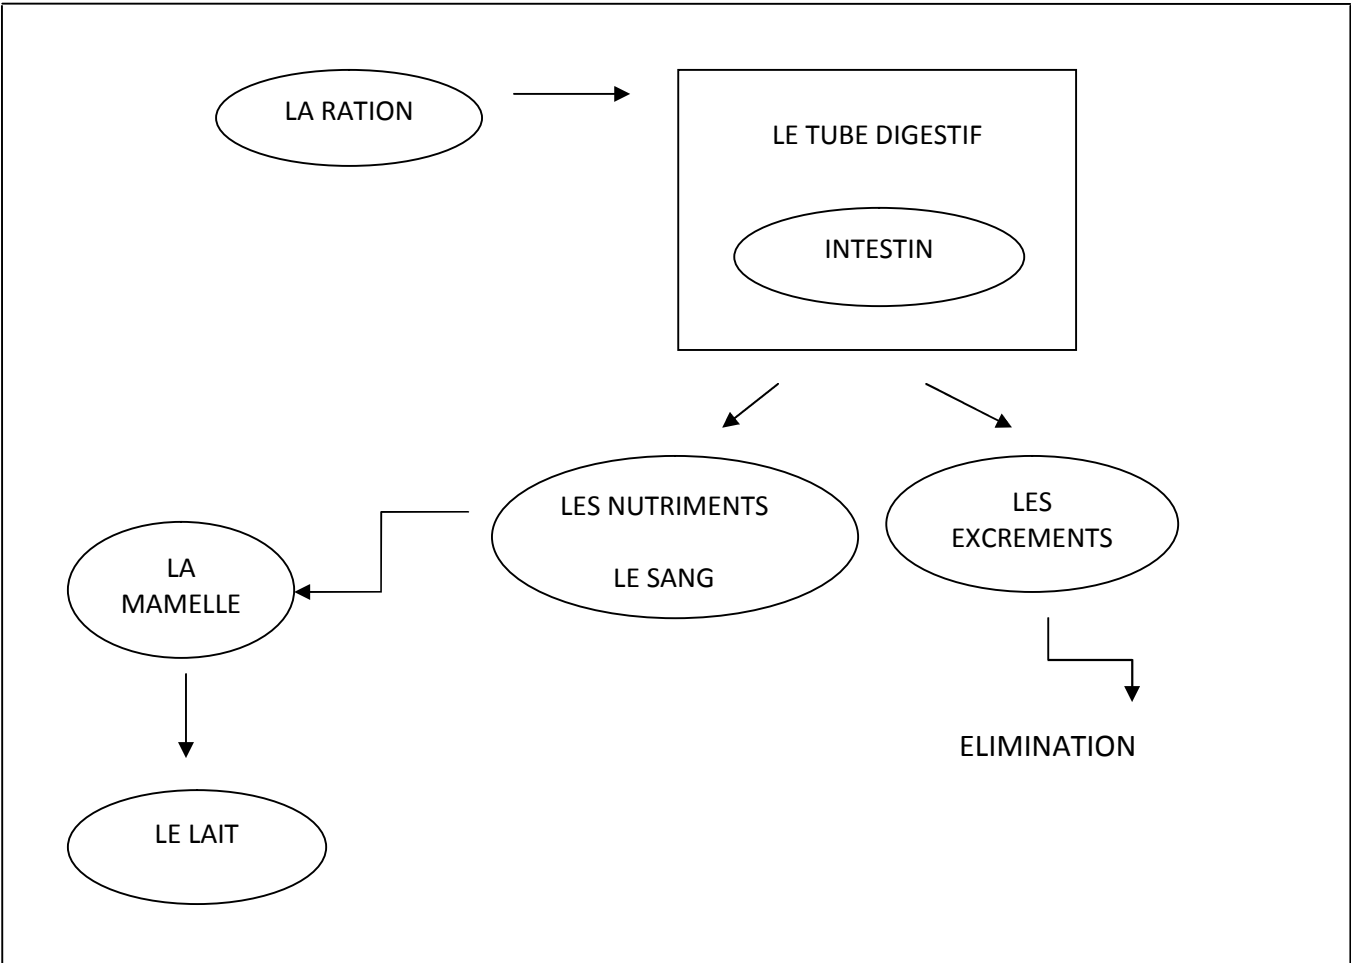 LA RATION
LE TUBE DIGESTIF
INTESTIN
LES NUTRIMENTS
LE SANG
LES
EXCREMENTS
LA
MAMELLE
ELIMINATION
LE LAIT